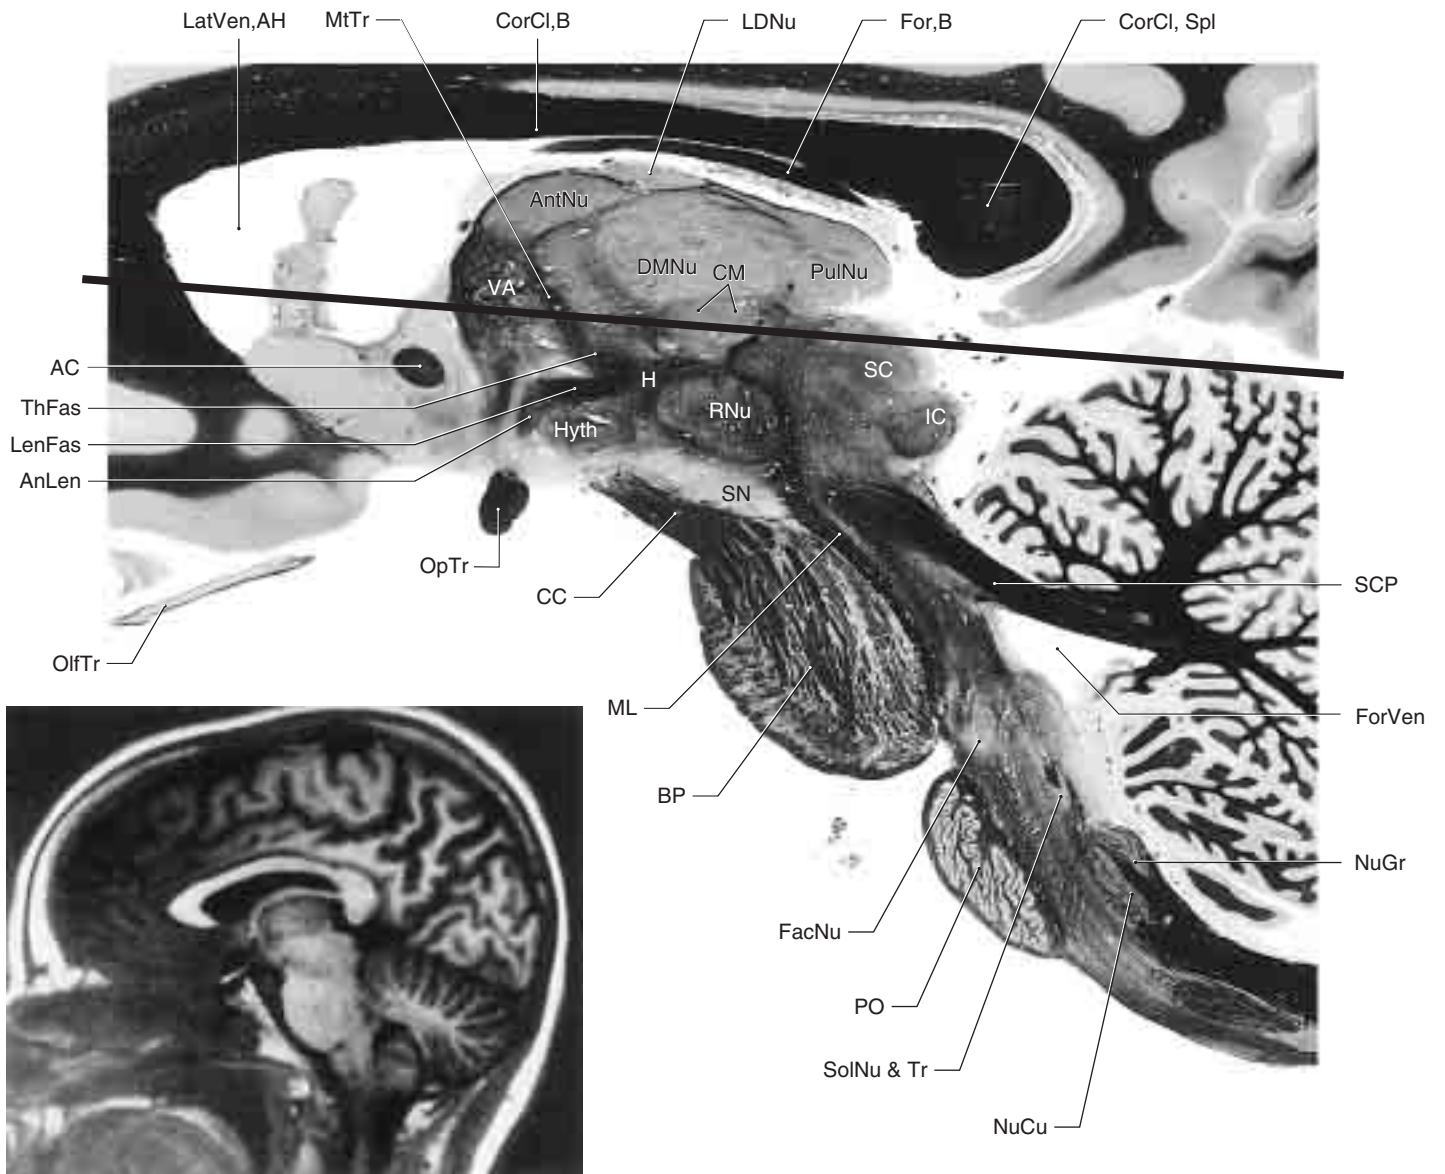 LatVen,AH
MtTr
CorCl,B
LDNu
For,B
CorCl, Spl
AntNu
DMNu
CM
PulNu
VA
AC
ThFas
LenFas
AnLen
H
SC
RNu
IC
Hyth
SN
OpTr
CC
SCP
OlfTr
ML
ForVen
BP
NuGr
FacNu
PO
SolNu & Tr
NuCu